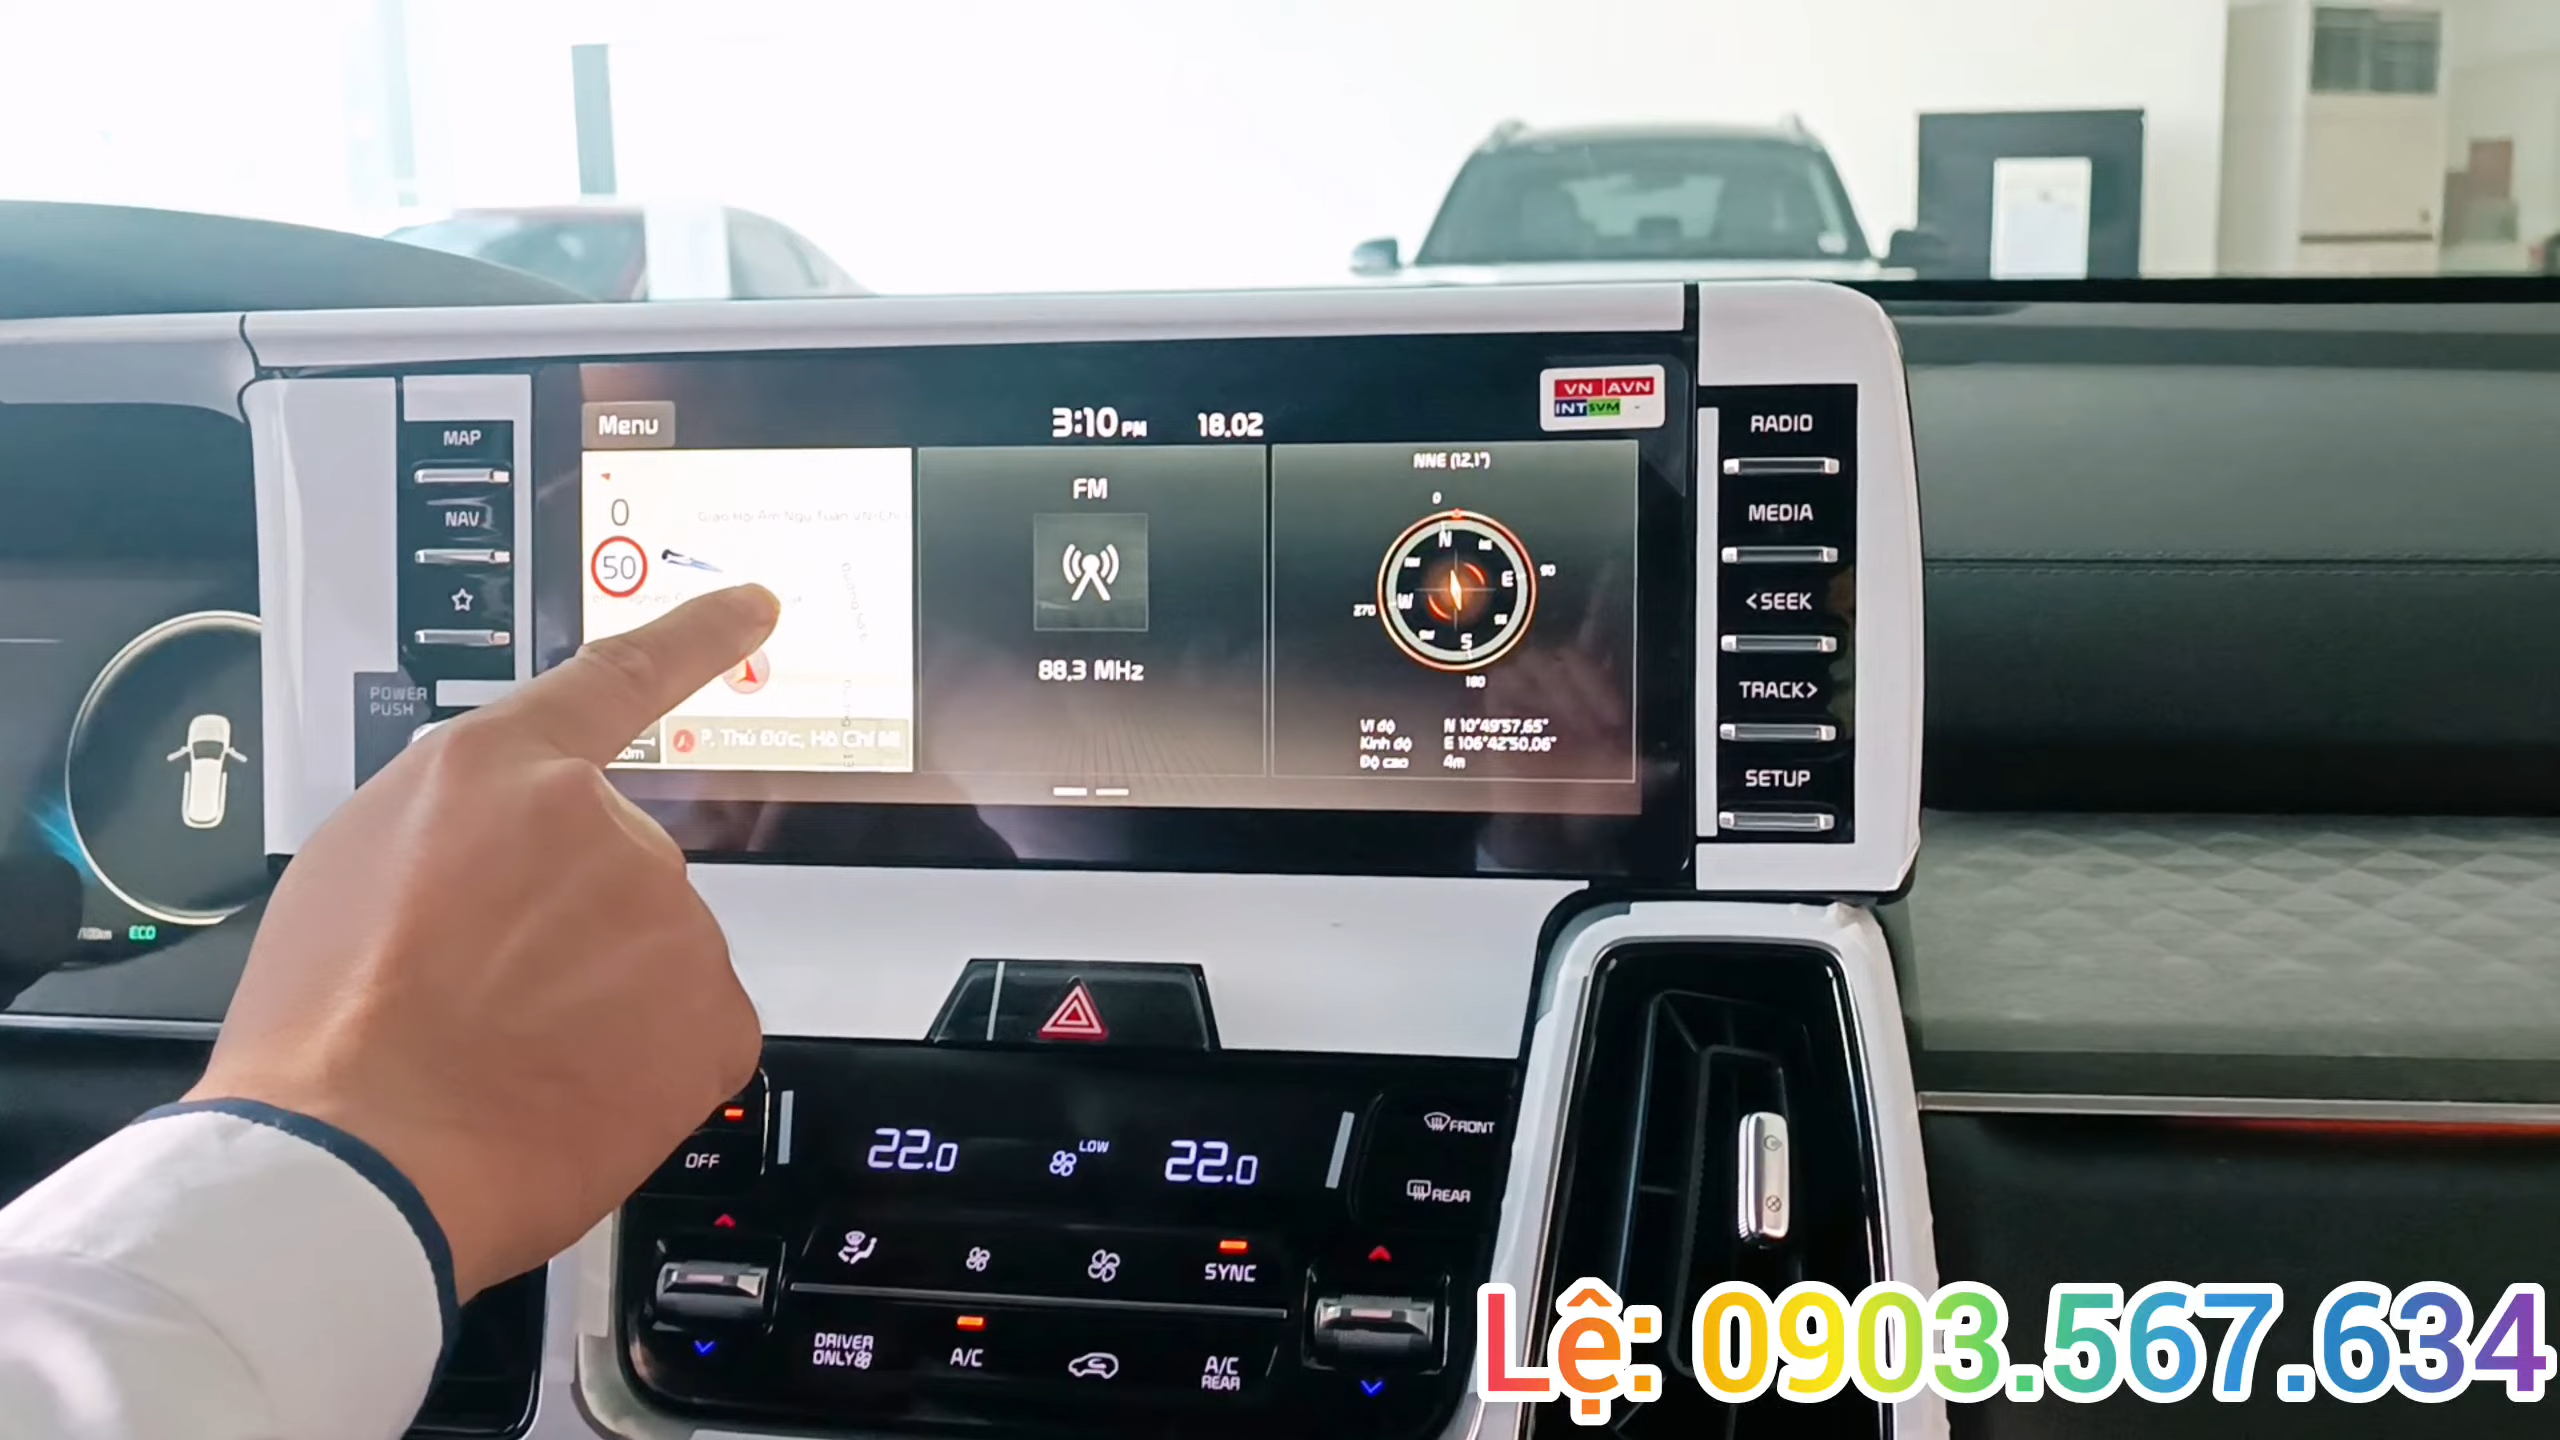 MAP
NAV
POWER
PUSH
Menu
3:10 PM
18.02
VN AVN
INT SVM -
0
50
P. Thủ Đức, Hồ Chí Mi
FM
88.3 MHz
NNE (12,1°)
0
90
180
270
N
E
S
W
Vĩ độ N 10°49'57.65"
Kinh độ E 106°42'50.06"
Độ cao 4m
RADIO
MEDIA
<SEEK
TRACK>
SETUP
/100km ECO
OFF
22.0
LOW
22.0
FRONT
REAR
SYNC
DRIVER
ONLY
A/C
A/C
REAR
Lệ: 0903.567.634